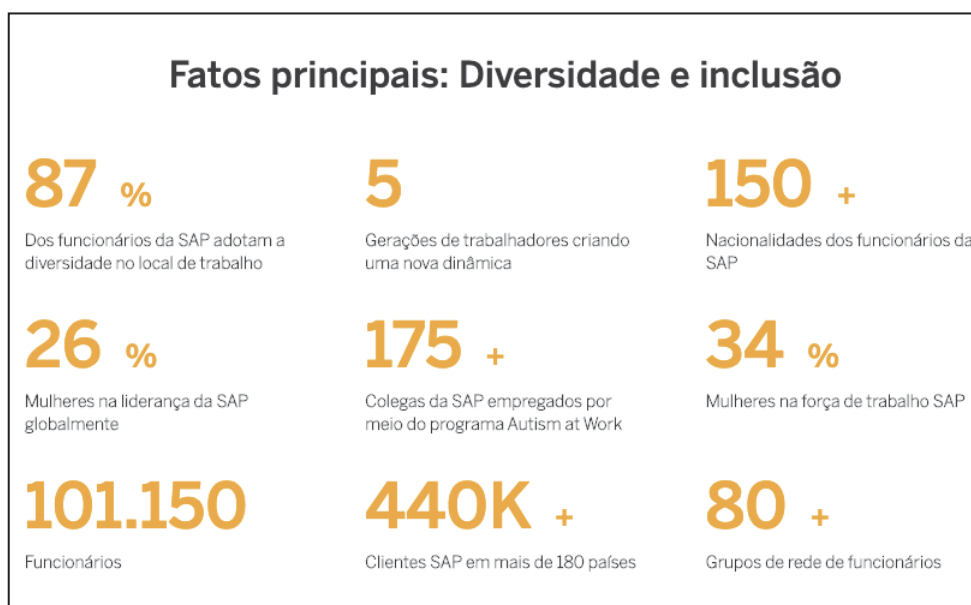 Fatos principais: Diversidade e inclusão
87 %
Dos funcionários da SAP adotam a
diversidade no local de trabalho
5
Gerações de trabalhadores criando
uma nova dinâmica
150 +
Nacionalidades dos funcionários da
SAP
26 %
Mulheres na liderança da SAP
globalmente
175 +
Colegas da SAP empregados por
meio do programa Autism at Work
34 %
Mulheres na força de trabalho SAP
101.150
Funcionários
440K +
Clientes SAP em mais de 180 países
80 +
Grupos de rede de funcionários